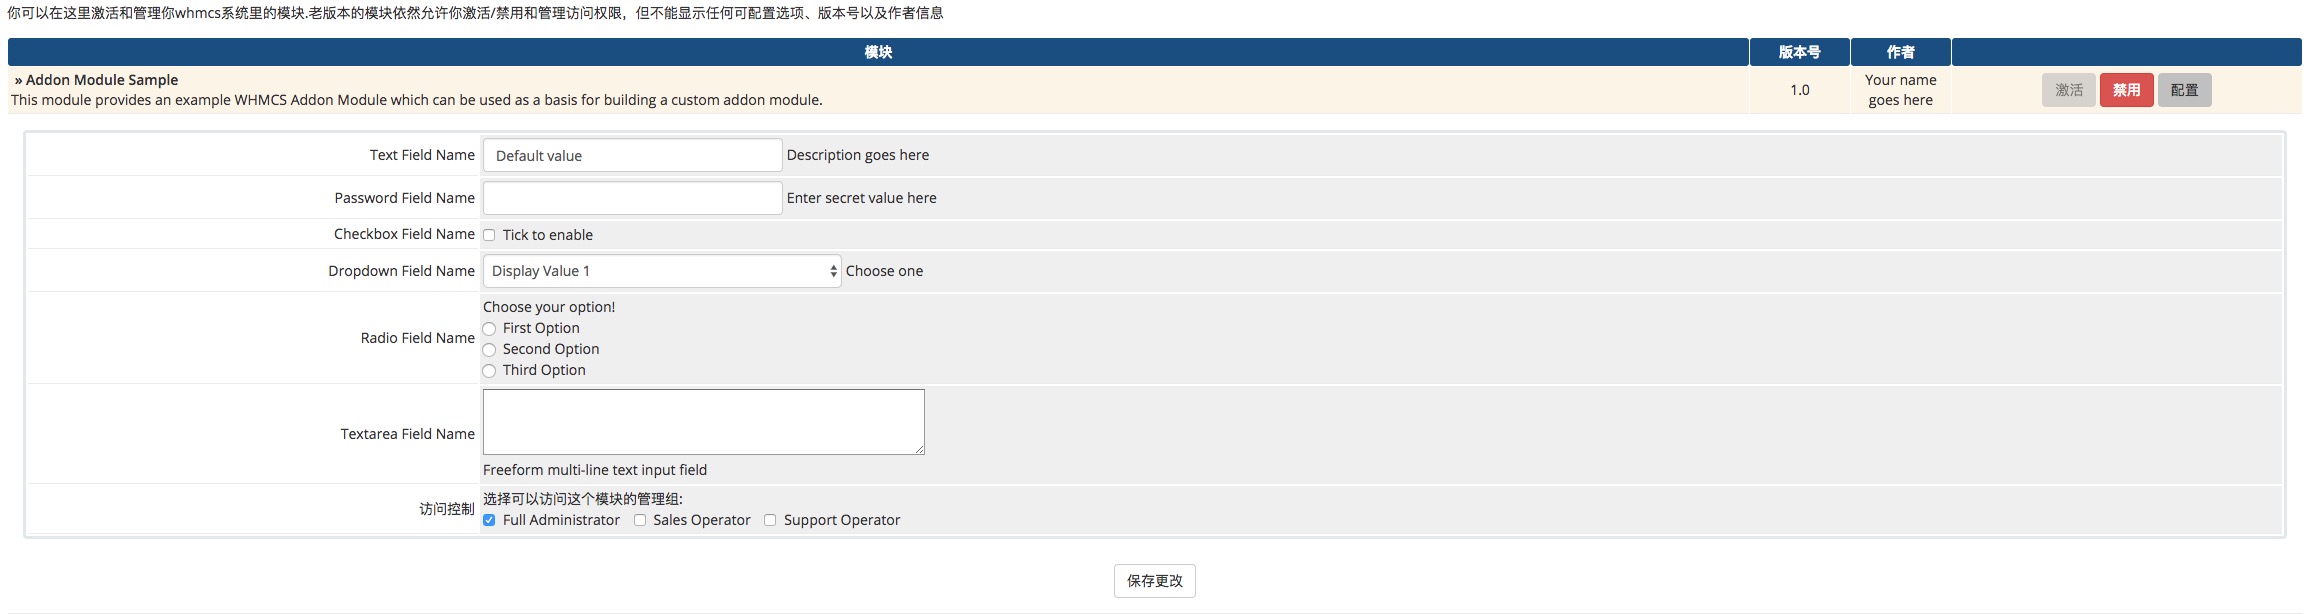 你可以在这里激活和管理你whmcs系统里的模块.老版本的模块依然允许你激活/禁用和管理访问权限，但不能显示任何可配置选项、版本号以及作者信息
模块 版本号 作者
» Addon Module Sample
This module provides an example WHMCS Addon Module which can be used as a basis for building a custom addon module.
1.0
Your name
goes here
激活 禁用 配置
Text Field Name Default value Description goes here
Password Field Name Enter secret value here
Checkbox Field Name Tick to enable
Dropdown Field Name Display Value 1 Choose one
Radio Field Name
Choose your option!
First Option
Second Option
Third Option
Textarea Field Name
Freeform multi-line text input field
访问控制
选择可以访问这个模块的管理组:
Full Administrator Sales Operator Support Operator
保存更改